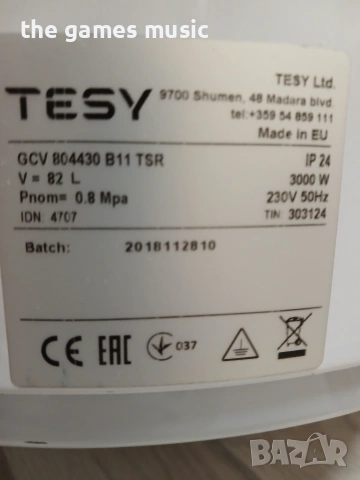 the games music
TESY
TESY Ltd.
9700 Shumen, 48 Madara blvd.
tel:+359 54 859 111
Made in EU
GCV 804430 B11 TSR
IP 24
V = 82 L
3000 W
Pnom= 0.8 Mpa
230V 50Hz
IDN: 4707
TIN: 303124
Batch: 2018112810
CE EAC 037
BAZAR